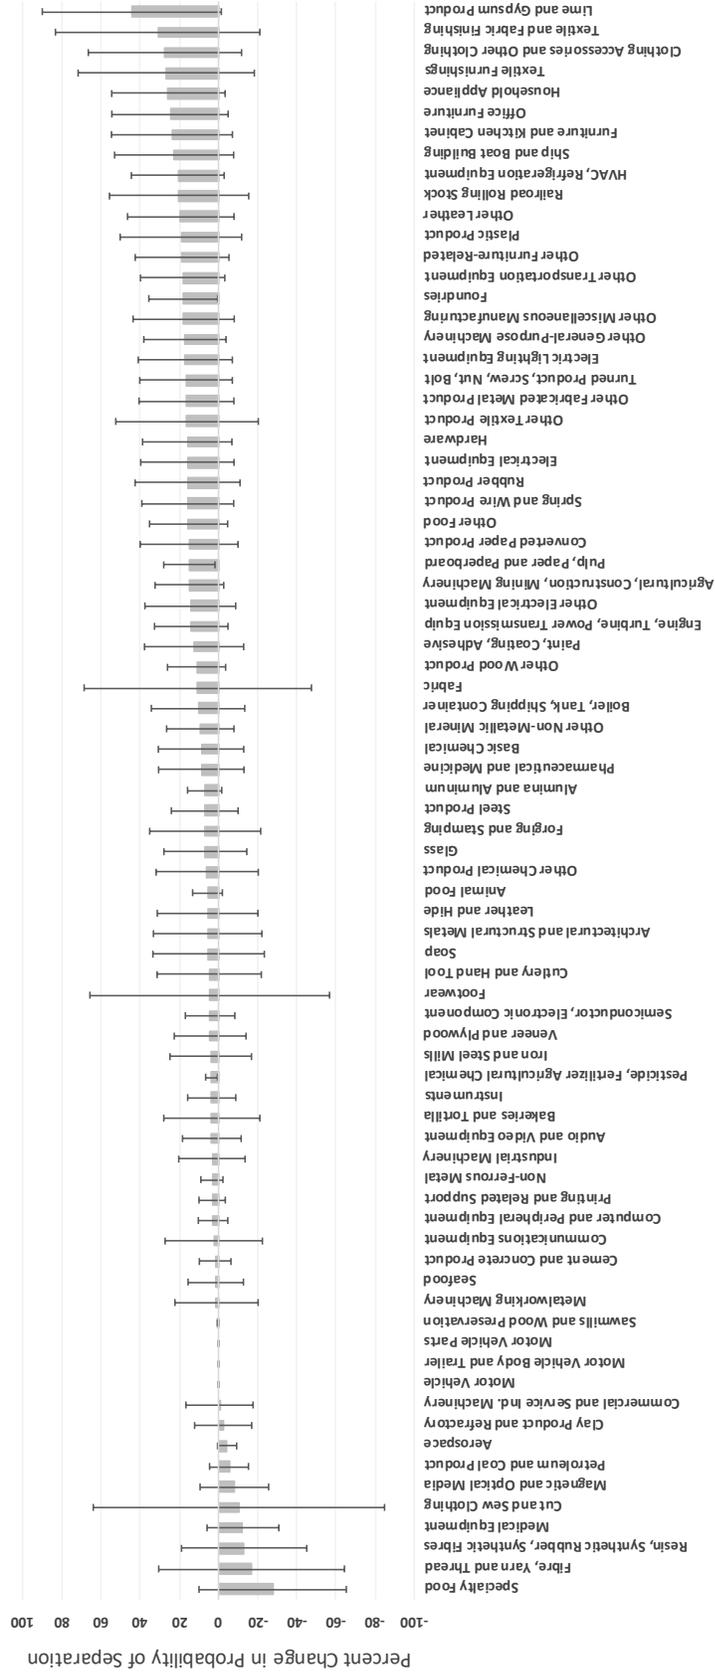 Percent Change in Probability of Separation
-100 -80 -60 -40 -20 0 20 40 60 80 100
Specialty Food
Fibre, Yarn and Thread
Resin, Synthetic Rubber, Synthetic Fibres
Medical Equipment
Cut and Sew Clothing
Magnetic and Optical Media
Petroleum and Coal Product
Aerospace
Clay Product and Refractory
Commercial and Service Ind. Machinery
Motor Vehicle
Motor Vehicle Body and Trailer
Motor Vehicle Parts
Sawmills and Wood Preservation
Metalworking Machinery
Seafood
Cement and Concrete Product
Communications Equipment
Computer and Peripheral Equipment
Printing and Related Support
Non-Ferrous Metal
Industrial Machinery
Audio and Video Equipment
Bakeries and Tortilla
Instruments
Pesticide, Fertilizer Agricultural Chemical
Iron and Steel Mills
Veneer and Plywood
Semiconductor, Electronic Component
Footwear
Cutlery and Hand Tool
Soap
Architectural and Structural Metals
Leather and Hide
Animal Food
Other Chemical Product
Glass
Forging and Stamping
Steel Product
Alumina and Aluminum
Pharmaceutical and Medicine
Basic Chemical
Other Non-Metallic Mineral
Boiler, Tank, Shipping Container
Fabric
Other Wood Product
Paint, Coating, Adhesive
Engine, Turbine, Power Transmission Equip
Other Electrical Equipment
Agricultural, Construction, Mining Machinery
Pulp, Paper and Paperboard
Converted Paper Product
Other Food
Spring and Wire Product
Rubber Product
Electrical Equipment
Hardware
Other Textile Product
Other Fabricated Metal Product
Turned Product, Screw, Nut, Bolt
Electric Lighting Equipment
Other General-Purpose Machinery
Other Miscellaneous Manufacturing
Foundries
Other Transportation Equipment
Other Furniture-Related
Plastic Product
Other Leather
Railroad Rolling Stock
HVAC, Refrigeration Equipment
Ship and Boat Building
Furniture and Kitchen Cabinet
Office Furniture
Household Appliance
Textile Furnishings
Clothing Accessories and Other Clothing
Textile and Fabric Finishing
Lime and Gypsum Product